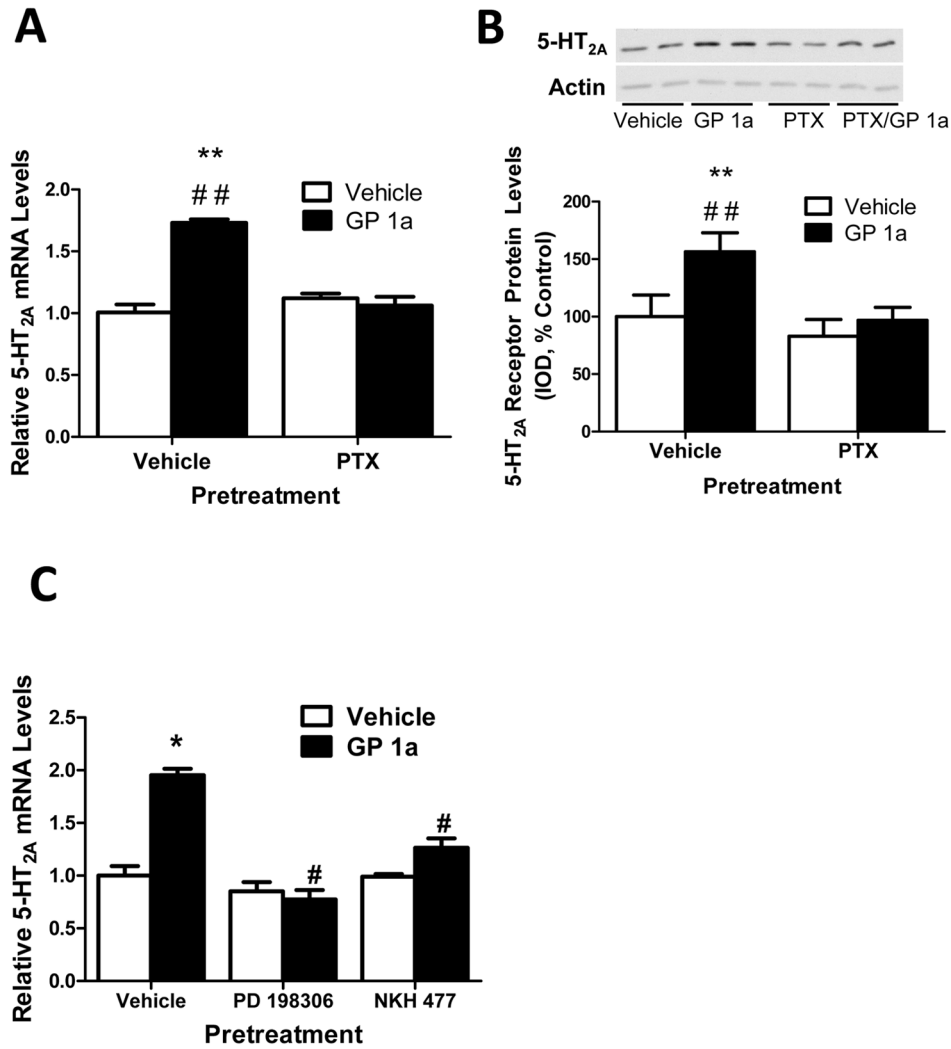 A
**
# #
Vehicle
GP 1a
Relative 5-HT2A mRNA Levels
2.0
1.5
1.0
0.5
0.0
Vehicle
PTX
Pretreatment
B
5-HT2A
Actin
Vehicle GP 1a PTX PTX/GP 1a
**
# #
Vehicle
GP 1a
5-HT2A Receptor Protein Levels
(IOD, % Control)
200
150
100
50
0
Vehicle
PTX
Pretreatment
C
Vehicle
GP 1a
*
#
#
Relative 5-HT2A mRNA Levels
2.5
2.0
1.5
1.0
0.5
0.0
Vehicle
PD 198306
NKH 477
Pretreatment